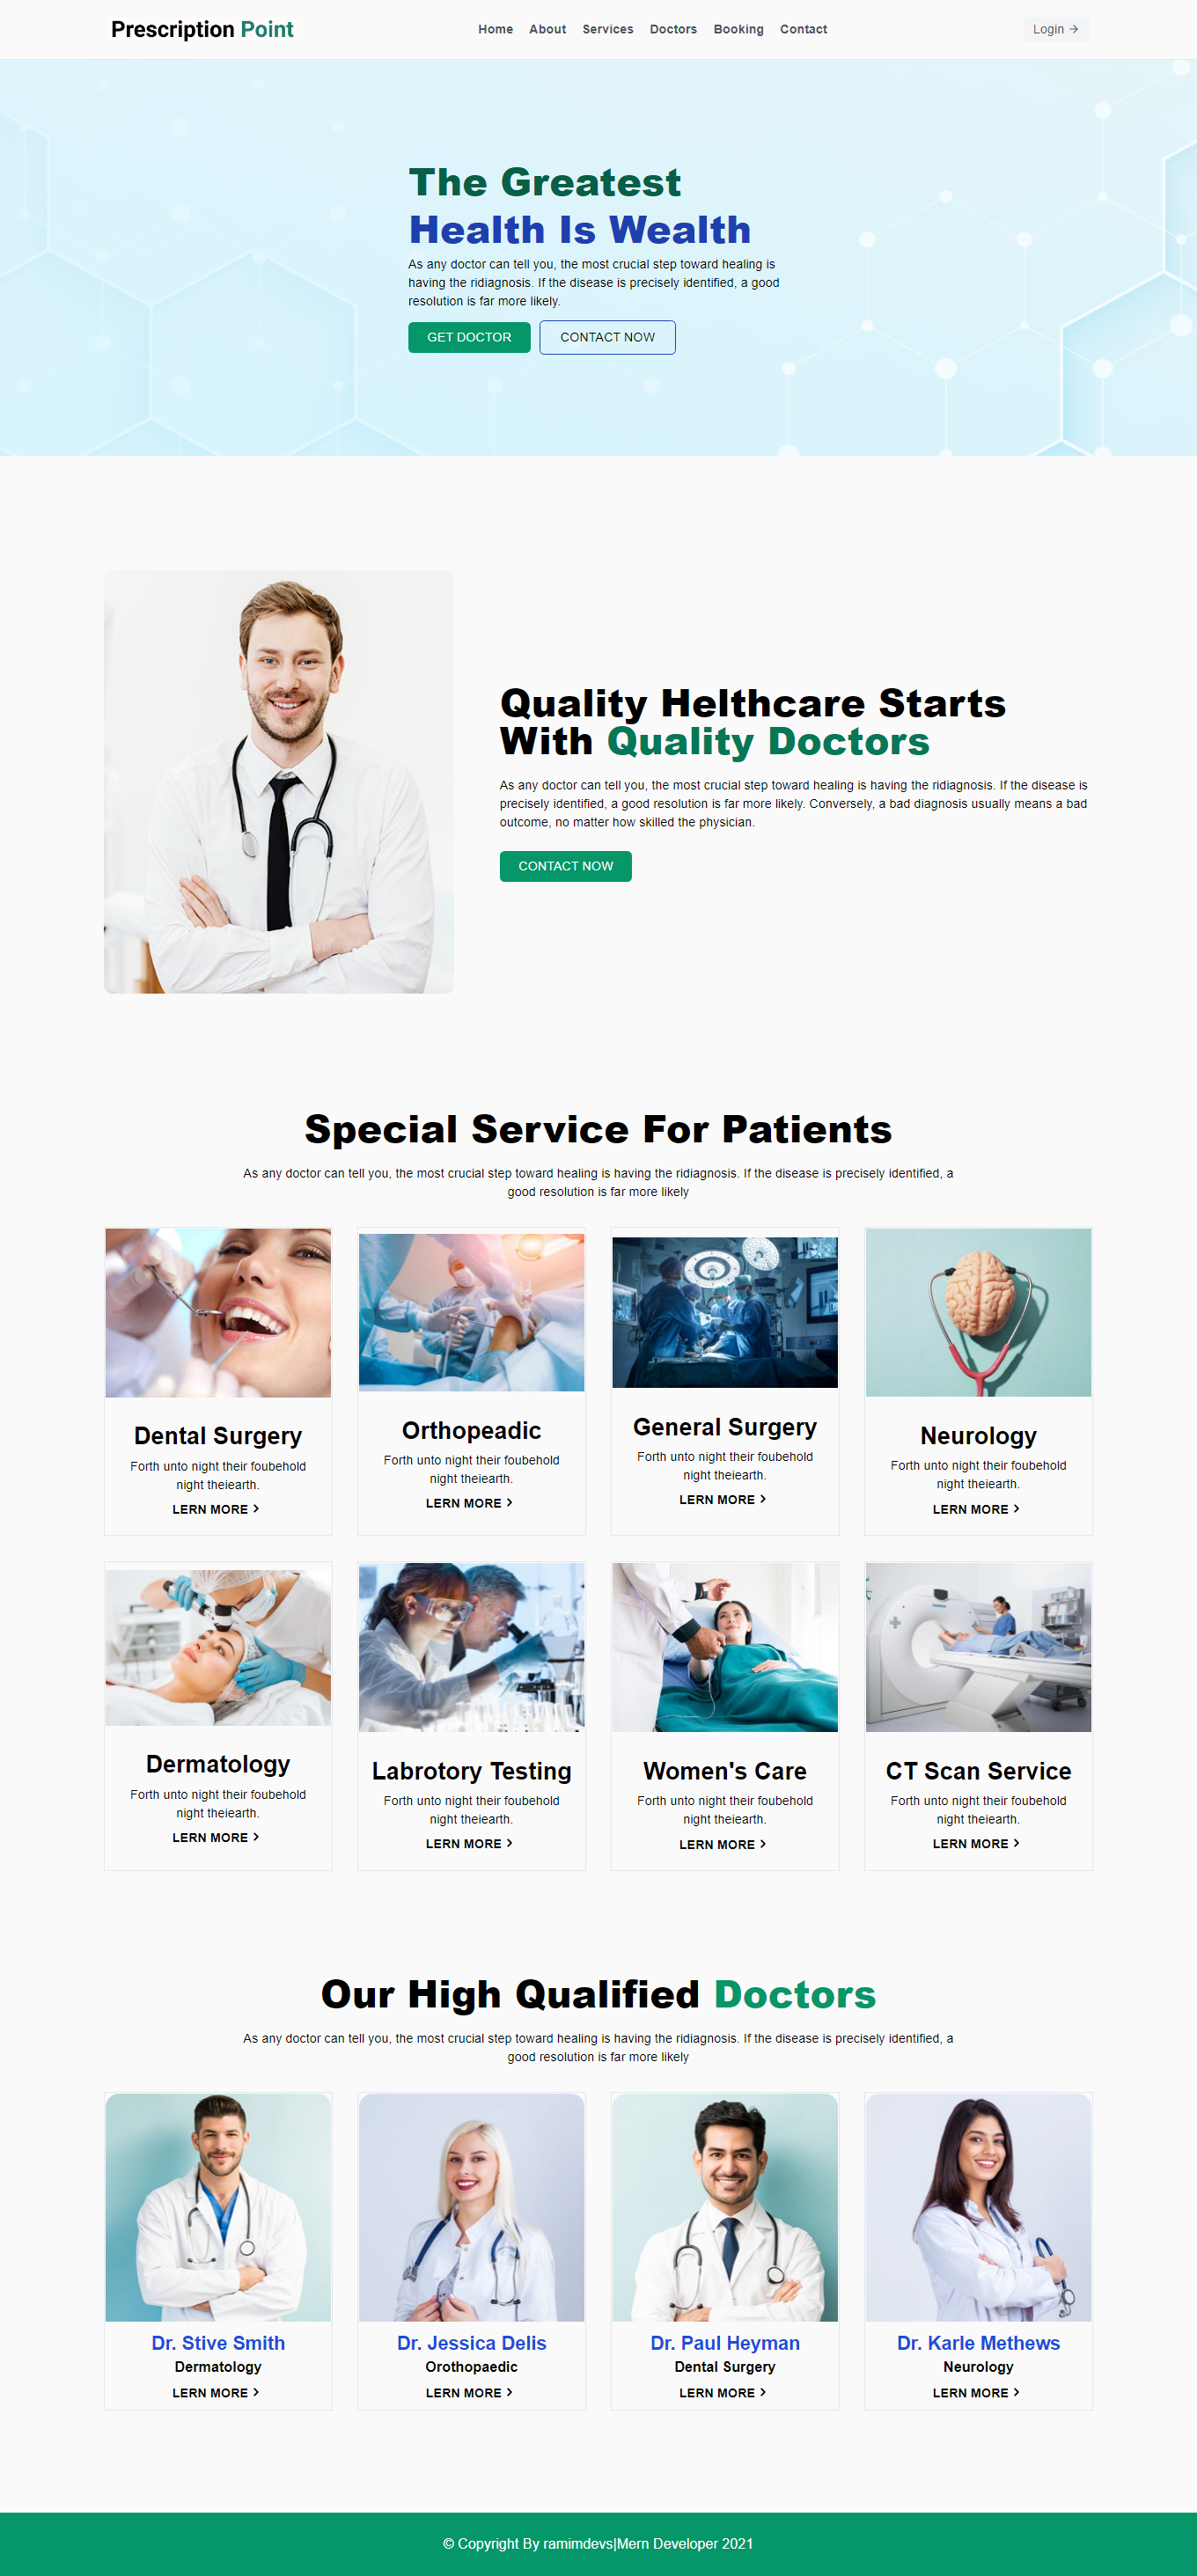 Prescription Point
Home About Services Doctors Booking Contact
Login →
The Greatest
Health Is Wealth
As any doctor can tell you, the most crucial step toward healing is
having the ridiagnosis. If the disease is precisely identified, a good
resolution is far more likely.
GET DOCTOR
CONTACT NOW
Quality Helthcare Starts
With Quality Doctors
As any doctor can tell you, the most crucial step toward healing is having the ridiagnosis. If the disease is
precisely identified, a good resolution is far more likely. Conversely, a bad diagnosis usually means a bad
outcome, no matter how skilled the physician.
CONTACT NOW
Special Service For Patients
As any doctor can tell you, the most crucial step toward healing is having the ridiagnosis. If the disease is precisely identified, a
good resolution is far more likely
Dental Surgery
Forth unto night their foubehold
night theiearth.
LERN MORE >
Orthopeadic
Forth unto night their foubehold
night theiearth.
LERN MORE >
General Surgery
Forth unto night their foubehold
night theiearth.
LERN MORE >
Neurology
Forth unto night their foubehold
night theiearth.
LERN MORE >
Dermatology
Forth unto night their foubehold
night theiearth.
LERN MORE >
Labrotory Testing
Forth unto night their foubehold
night theiearth.
LERN MORE >
Women's Care
Forth unto night their foubehold
night theiearth.
LERN MORE >
CT Scan Service
Forth unto night their foubehold
night theiearth.
LERN MORE >
Our High Qualified Doctors
As any doctor can tell you, the most crucial step toward healing is having the ridiagnosis. If the disease is precisely identified, a
good resolution is far more likely
Dr. Stive Smith
Dermatology
LERN MORE >
Dr. Jessica Delis
Orothopaedic
LERN MORE >
Dr. Paul Heyman
Dental Surgery
LERN MORE >
Dr. Karle Methews
Neurology
LERN MORE >
© Copyright By ramimdevs|Mern Developer 2021